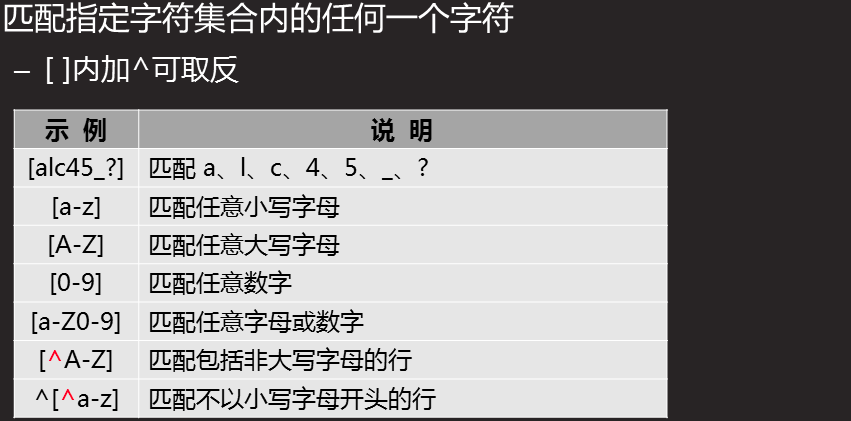 匹配指定字符集合内的任何一个字符
– [ ]内加^可取反
示 例 说 明
[alc45_?] 匹配 a、l、c、4、5、_、?
[a-z] 匹配任意小写字母
[A-Z] 匹配任意大写字母
[0-9] 匹配任意数字
[a-Z0-9] 匹配任意字母或数字
[^A-Z] 匹配包括非大写字母的行
^[^a-z] 匹配不以小写字母开头的行